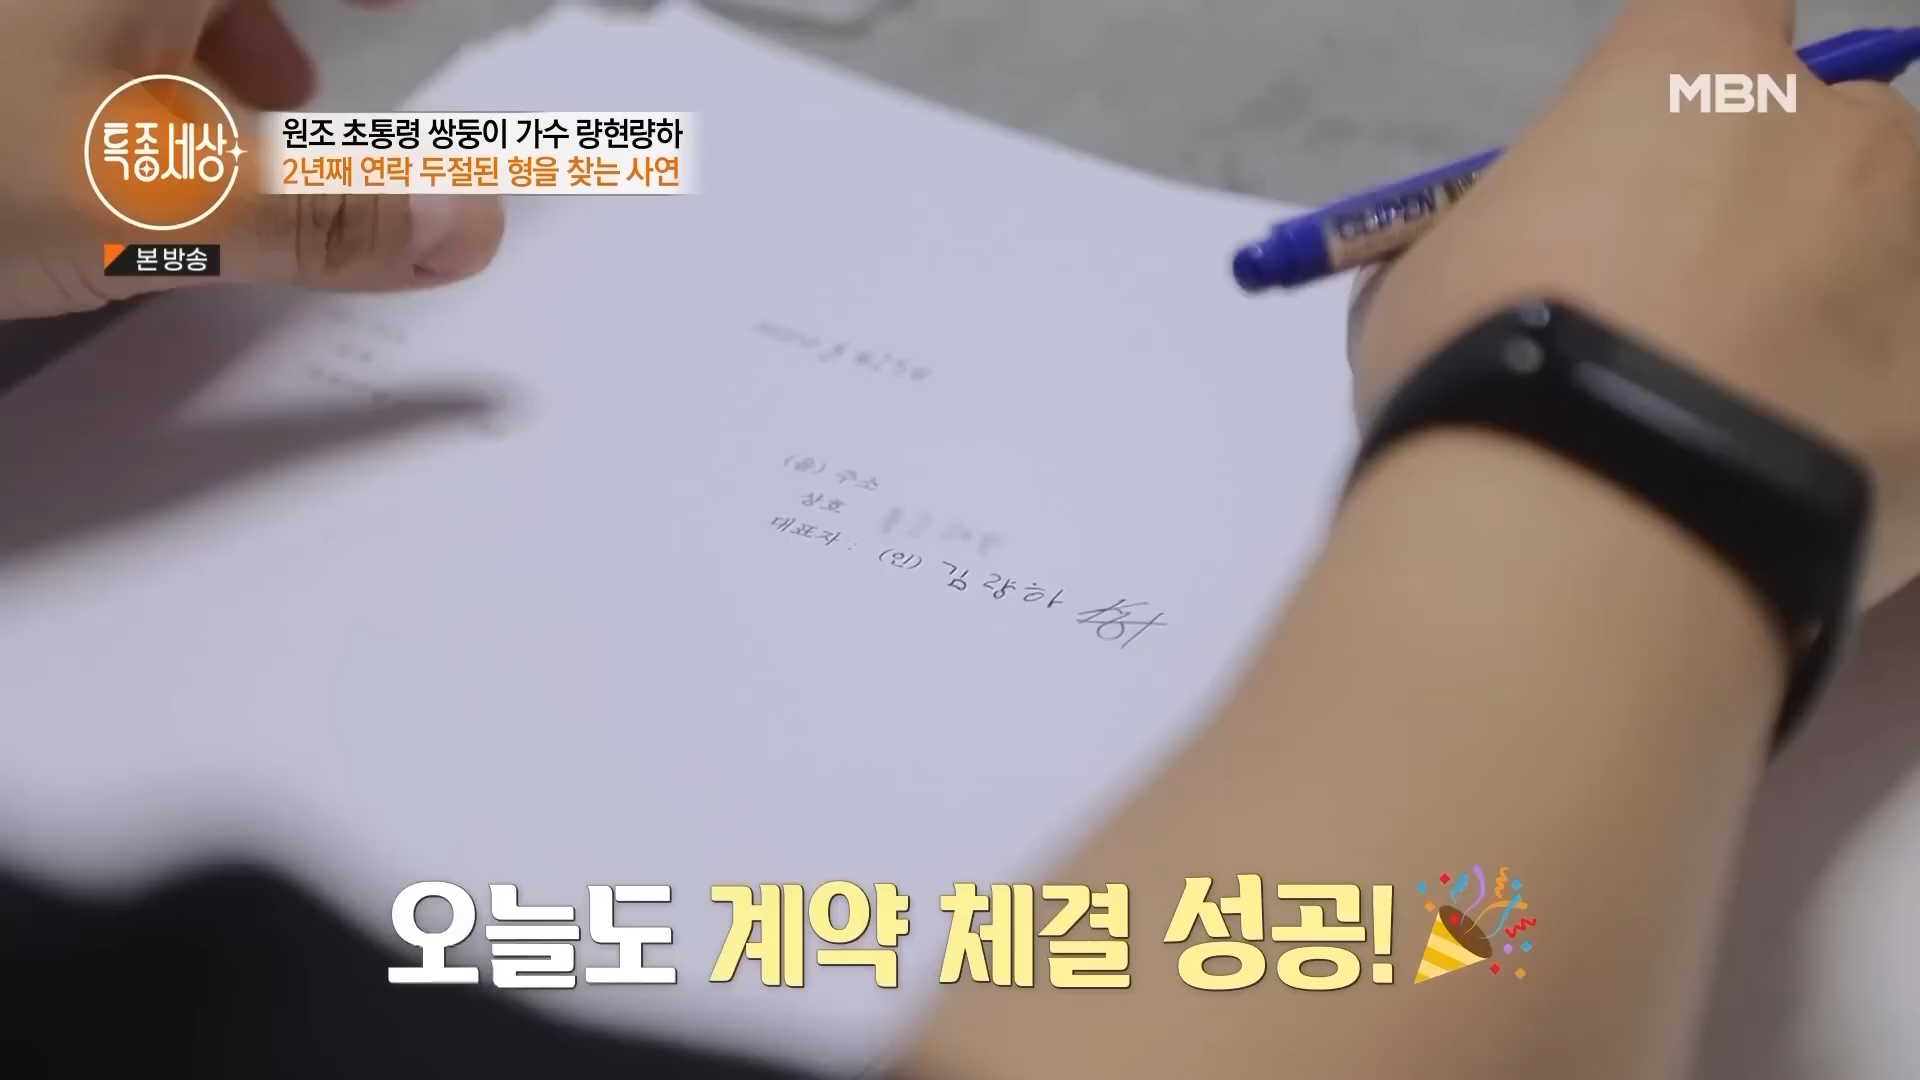 특종세상
원조 초통령 쌍둥이 가수 량현량하
2년째 연락 두절된 형을 찾는 사연
본방송
MBN
(을) 주소
상호
대표자 : (인) 김량하
오늘도 계약 체결 성공!